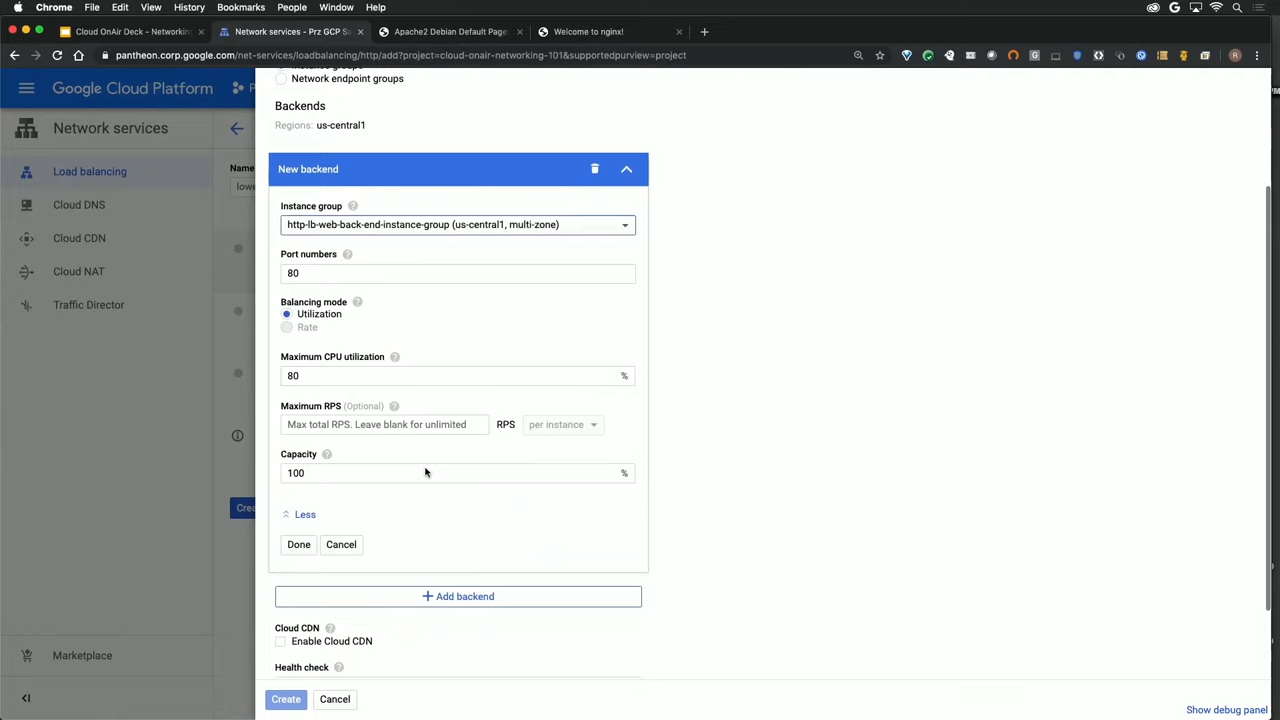 Chrome File Edit View History Bookmarks People Window Help
Cloud OnAir Deck - Networking
Network services - Prz GCP S
Apache2 Debian Default Page:
Welcome to nginx!
pantheon.corp.google.com/net-services/loadbalancing/http/add?project=cloud-onair-networking-101&supportedpurview=project
R
Google Cloud Platform
Network services
Load balancing
Cloud DNS
Cloud CDN
Cloud NAT
Traffic Director
Marketplace
Name
lowe
Crea
Network endpoint groups
Backends
Regions: us-central1
New backend
Instance group
http-lb-web-back-end-instance-group (us-central1, multi-zone)
Port numbers
80
Balancing mode
Utilization
Rate
Maximum CPU utilization
80 %
Maximum RPS (Optional)
Max total RPS. Leave blank for unlimited RPS per instance
Capacity
100 %
Less
Done Cancel
Add backend
Cloud CDN
Enable Cloud CDN
Health check
Create Cancel
Show debug panel